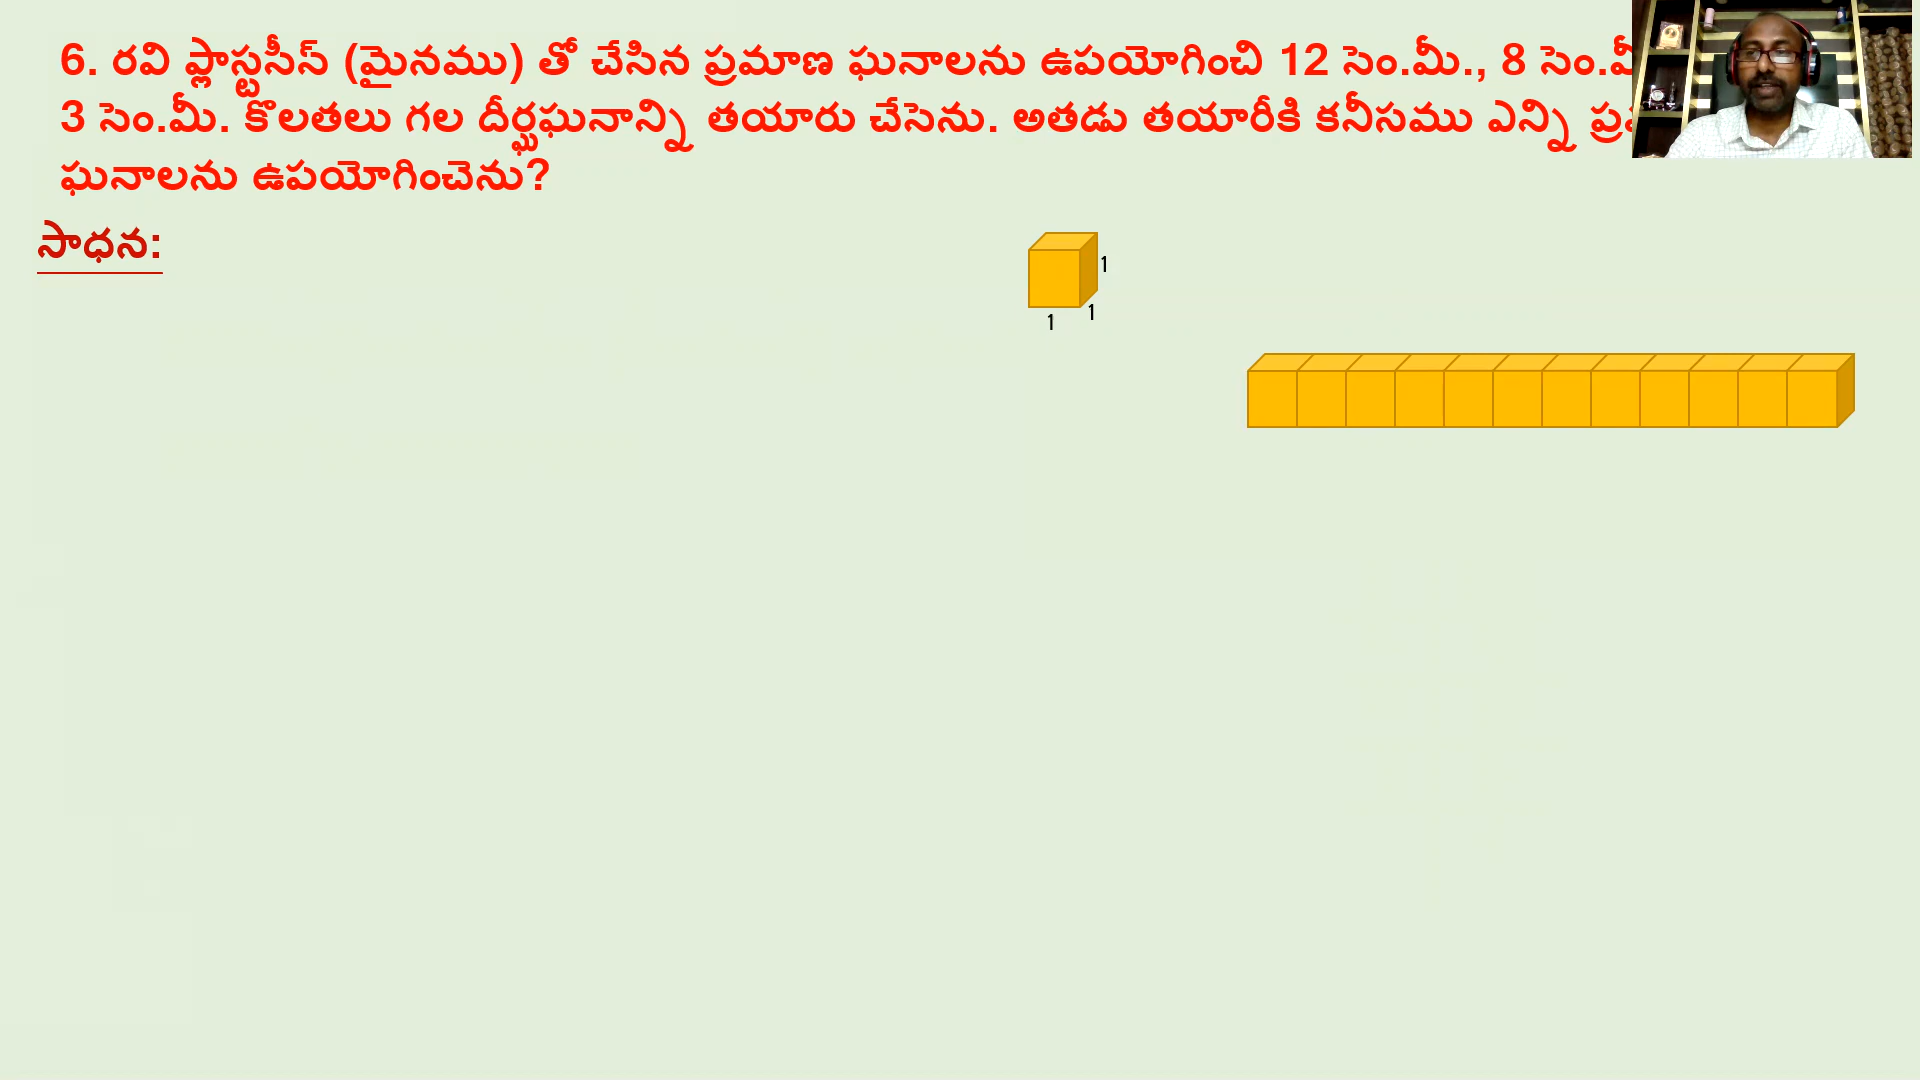 6. రవి ప్లాస్టసీస్ (మైనము) తో చేసిన ప్రమాణ ఘనాలను ఉపయోగించి 12 సెం.మీ., 8 సెం.
3 సెం.మీ. కొలతలు గల దీర్ఘఘనాన్ని తయారు చేసెను. అతడు తయారీకి కనీసము ఎన్ని
ఘనాలను ఉపయోగించెను?
సాధన:
1
1
1